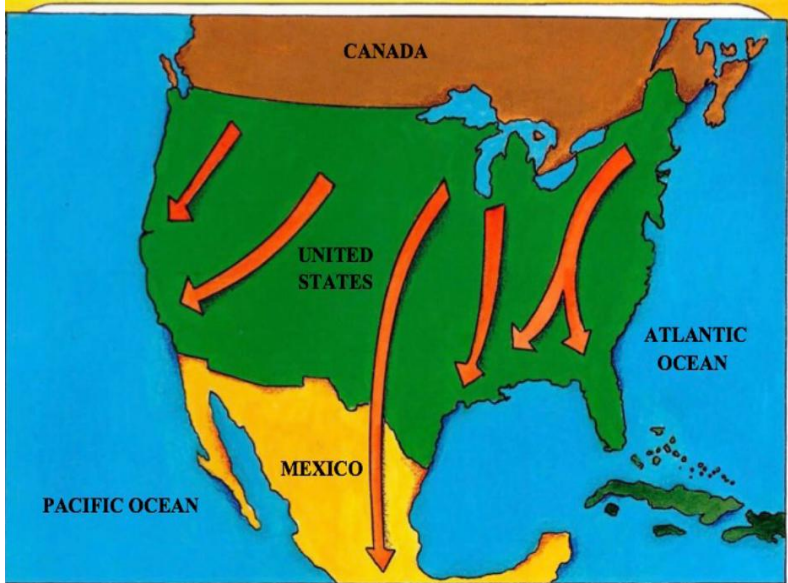 CANADA
UNITED
STATES
ATLANTIC
OCEAN
MEXICO
PACIFIC OCEAN